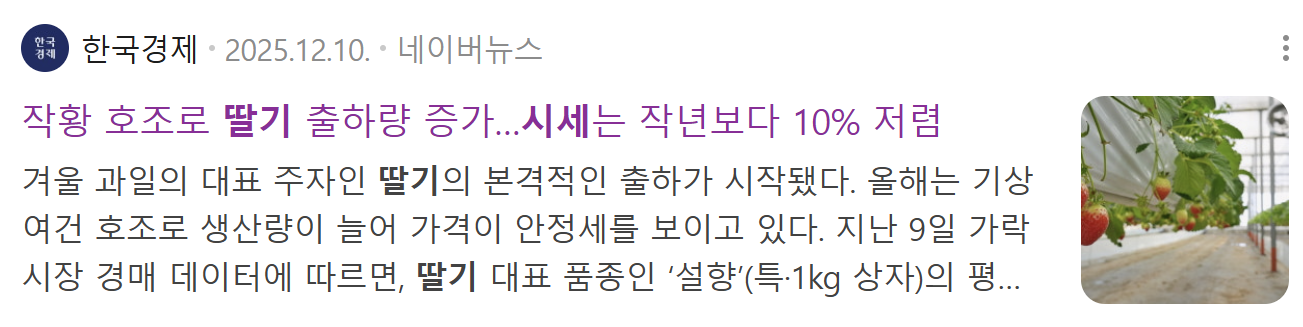 한국경제
한국경제 · 2025.12.10. · 네이버뉴스
작황 호조로 딸기 출하량 증가...시세는 작년보다 10% 저렴
겨울 과일의 대표 주자인 딸기의 본격적인 출하가 시작됐다. 올해는 기상
여건 호조로 생산량이 늘어 가격이 안정세를 보이고 있다. 지난 9일 가락
시장 경매 데이터에 따르면, 딸기 대표 품종인 ‘설향’(특·1kg 상자)의 평...